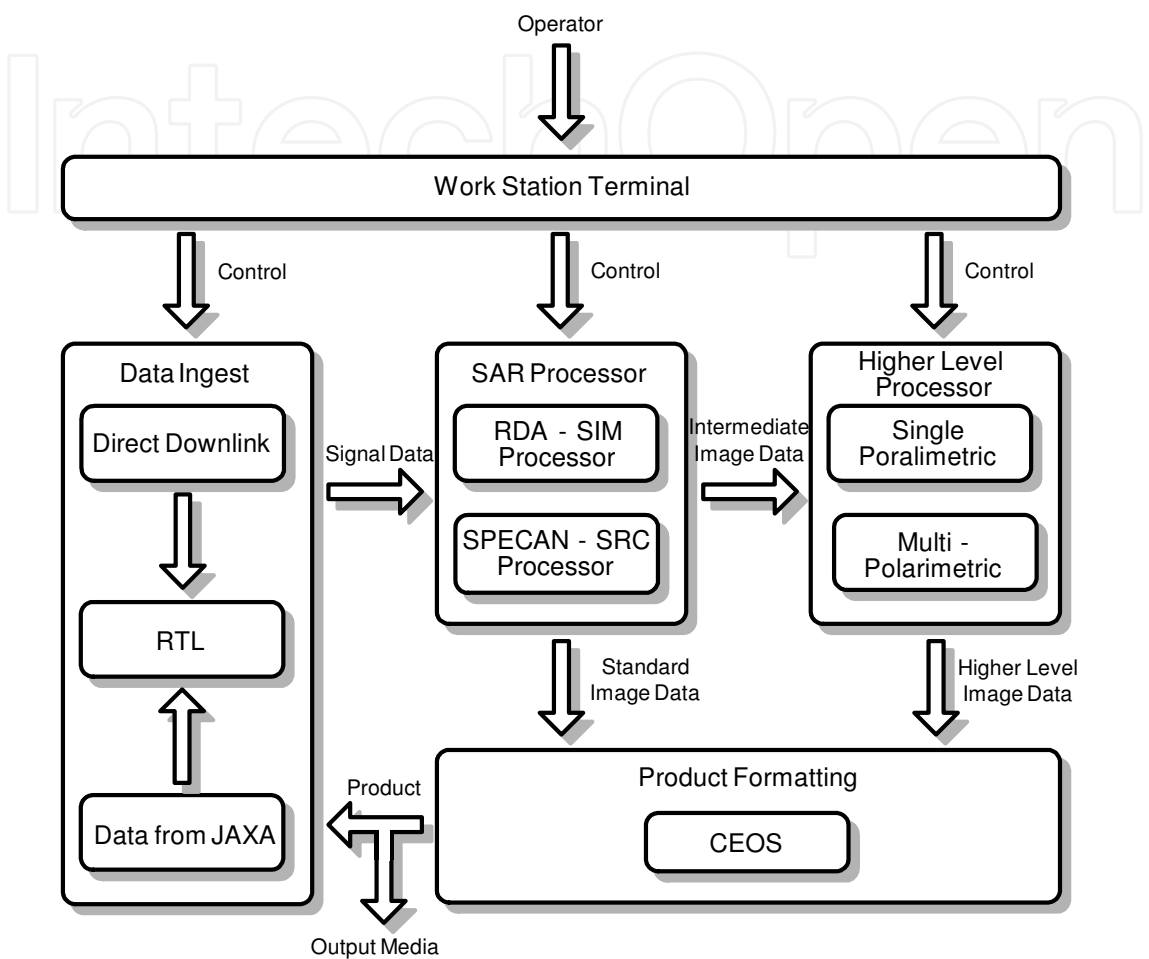 IntechOpen
Operator
Work Station Terminal
Control
Control
Control
Data Ingest
Direct Downlink
RTL
Data from JAXA
Signal Data
SAR Processor
RDA - SIM
Processor
SPECAN - SRC
Processor
Intermediate
Image Data
Higher Level
Processor
Single
Poralimetric
Multi -
Polarimetric
Standard
Image Data
Higher Level
Image Data
Product
Product Formatting
CEOS
Output Media